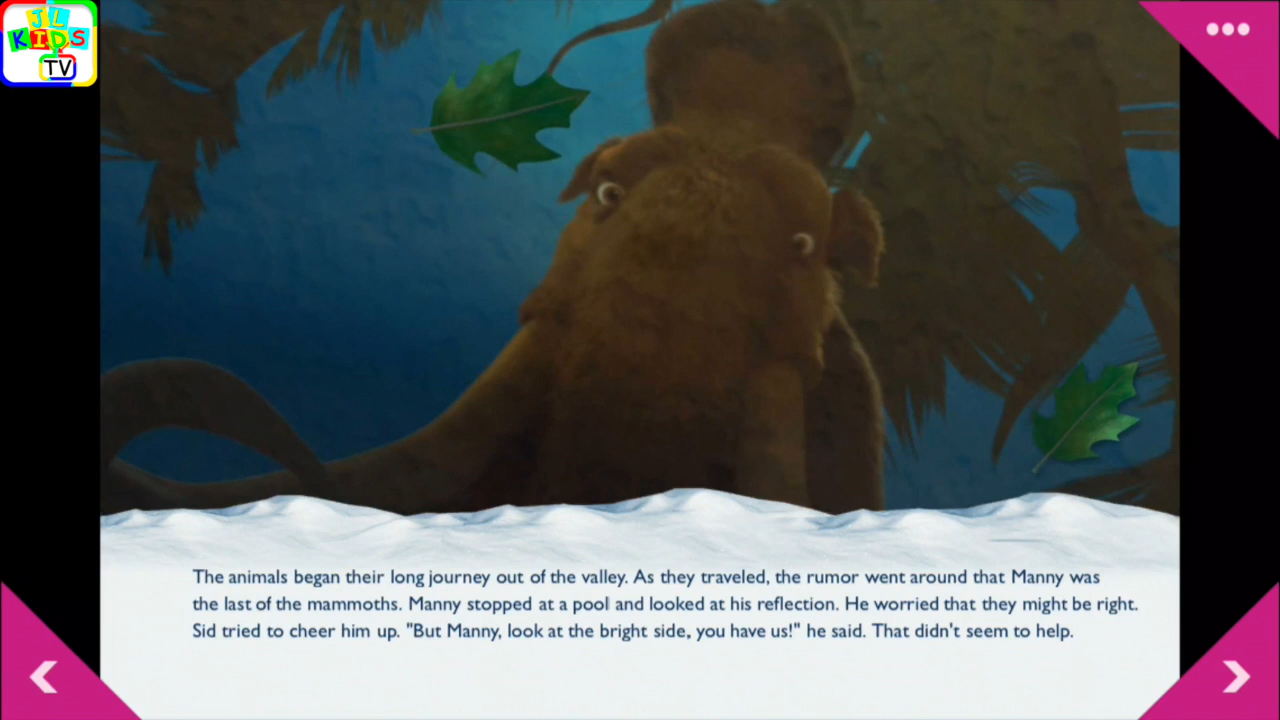 JL
KIDS
TV
The animals began their long journey out of the valley. As they traveled, the rumor went around that Manny was
the last of the mammoths. Manny stopped at a pool and looked at his reflection. He worried that they might be right.
Sid tried to cheer him up. "But Manny, look at the bright side, you have us!" he said. That didn't seem to help.